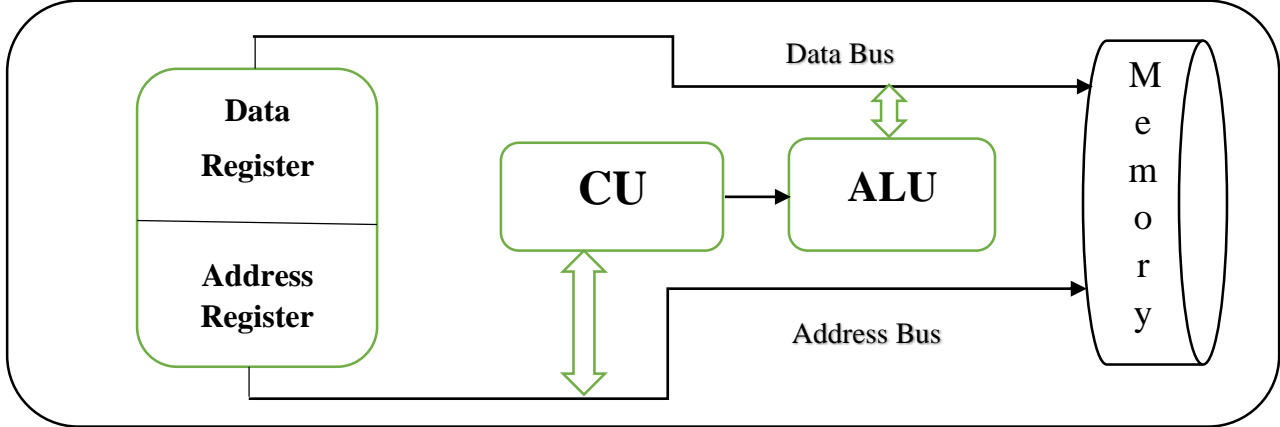 Data Bus
Data
Register
CU
ALU
Address
Register
Address Bus
M
e
m
o
r
y